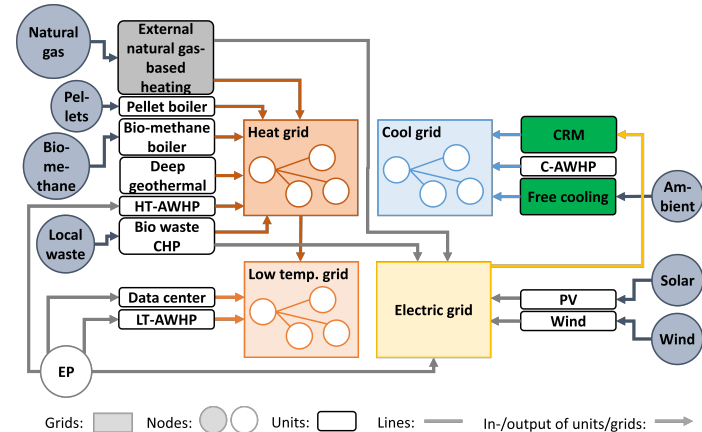 Natural
gas
External
natural gas-
based
heating
Pel-
lets
Pellet boiler
Bio-
me-
thane
Bio-methane
boiler
Deep
geothermal
HT-AWHP
Local
waste
Bio waste
CHP
Heat grid
Cool grid
CRM
C-AWHP
Free cooling
Am-
bient
Data center
LT-AWHP
Low temp. grid
Electric grid
PV
Wind
Solar
Wind
EP
Grids:
Nodes:
Units:
Lines:
In-/output of units/grids: